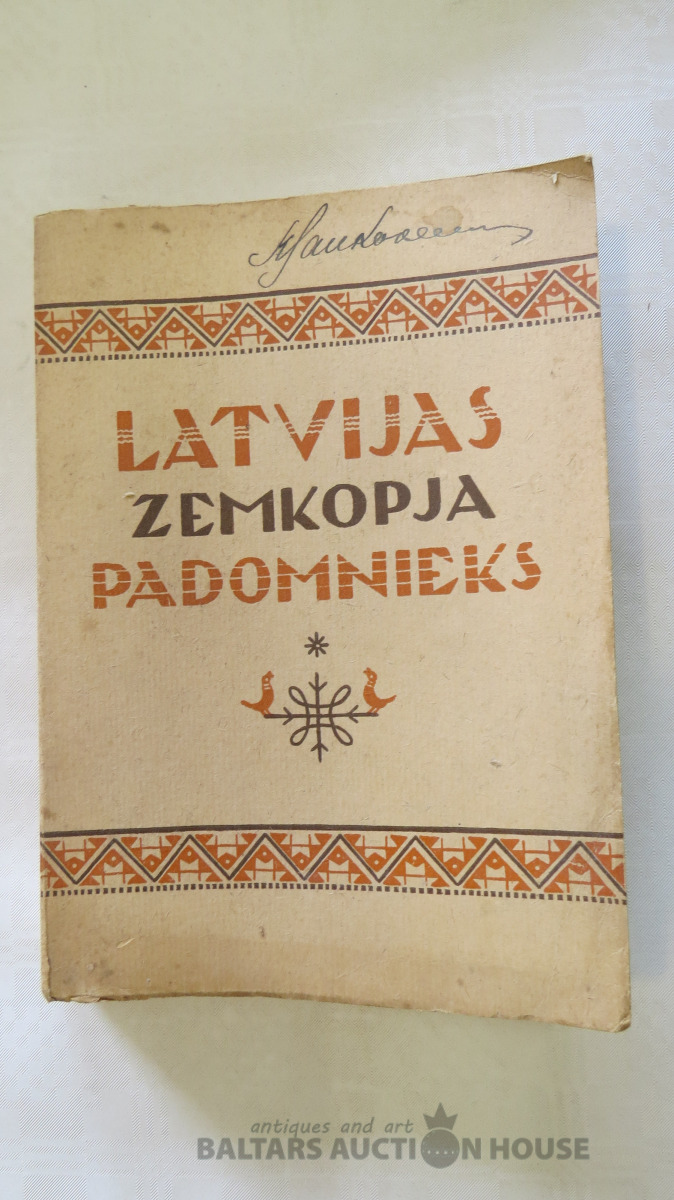 LATVIJAS
ZEMKOPJA
PADOMNIEKS
antiques and art
BALTARS AUCTION HOUSE